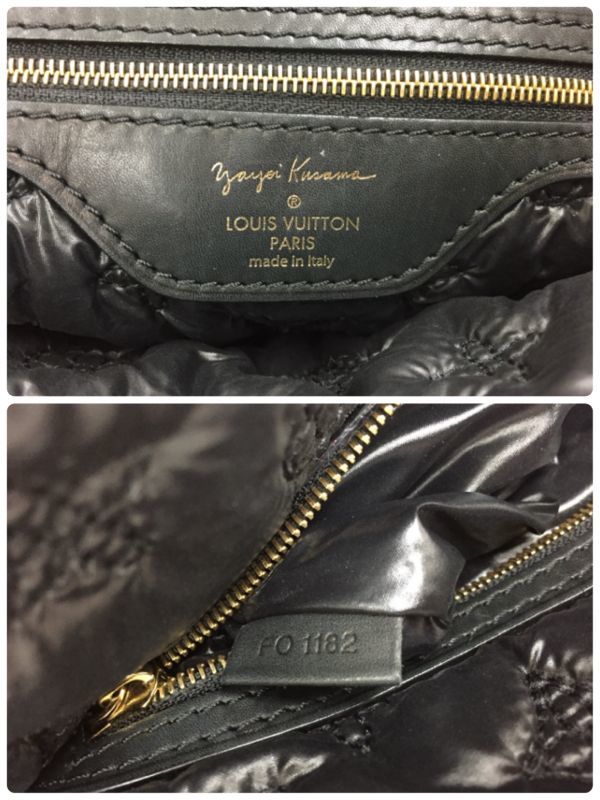 Yayoi Kusama
®
LOUIS VUITTON
PARIS
made in Italy
FO 1182